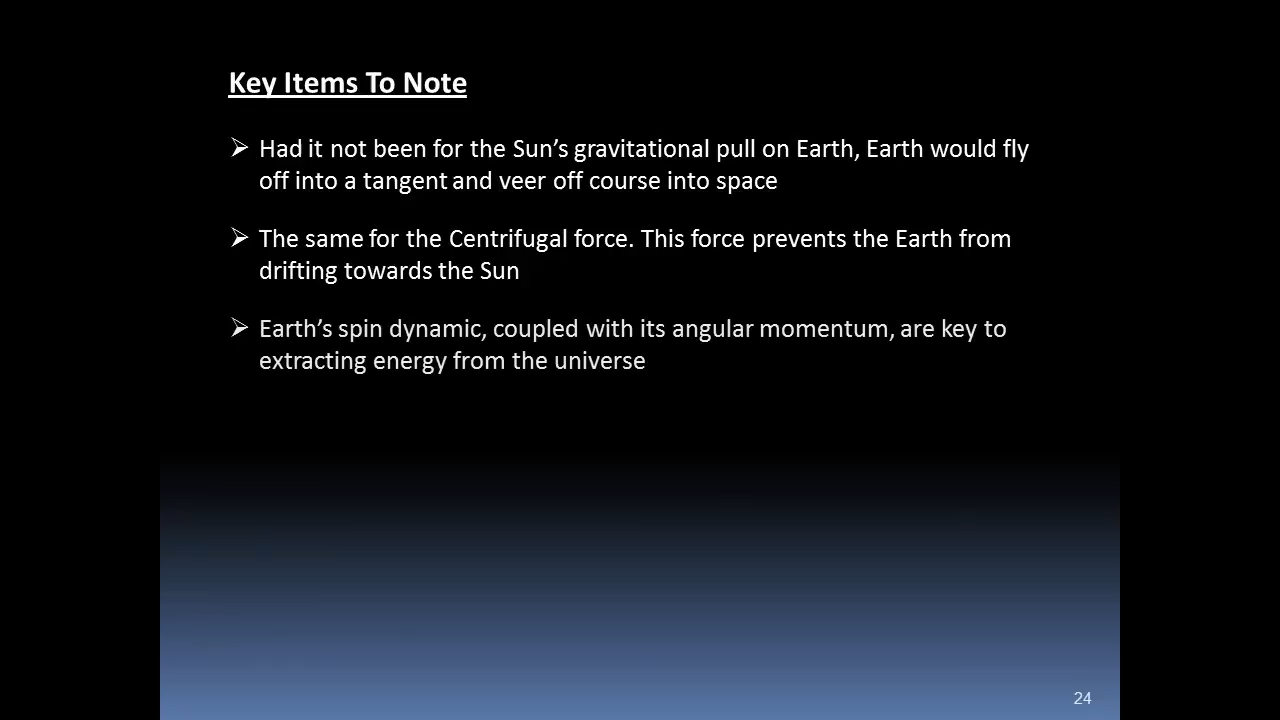 Key Items To Note
➢ Had it not been for the Sun’s gravitational pull on Earth, Earth would fly
off into a tangent and veer off course into space
➢ The same for the Centrifugal force. This force prevents the Earth from
drifting towards the Sun
➢ Earth’s spin dynamic, coupled with its angular momentum, are key to
extracting energy from the universe
24